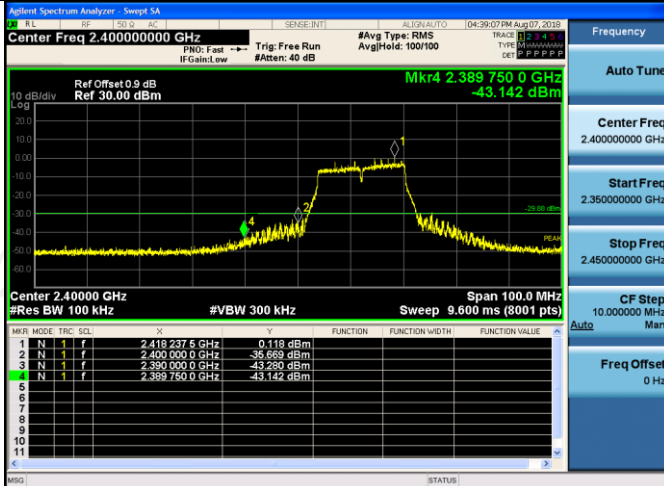 Agilent Spectrum Analyzer - Swept SA
RL RF 50 Ω AC SENSE:INT ALIGN AUTO 04:39:07 PM Aug 07, 2018
Center Freq 2.400000000 GHz
PNO: Fast
IFGain:Low
Trig: Free Run
#Atten: 40 dB
#Avg Type: RMS
Avg|Hold: 100/100
TRACE 1 2 3 4 5 6
TYPE M
DET P P P P P P
Frequency
Mkr4 2.389 750 0 GHz
-43.142 dBm
Ref Offset 0.9 dB
10 dB/div Ref 30.00 dBm
Log
20.0
10.0
0.00
-10.0
-20.0
-30.0
-40.0
-50.0
-60.0
1
2
4
-29.88 dBm
PEAK
Center 2.40000 GHz Span 100.0 MHz
#Res BW 100 kHz #VBW 300 kHz Sweep 9.600 ms (8001 pts)
MKR MODE TRC SCL X Y FUNCTION FUNCTION WIDTH FUNCTION VALUE
1 N 1 f 2.418 237 5 GHz 0.118 dBm
2 N 1 f 2.400 000 0 GHz -35.669 dBm
3 N 1 f 2.390 000 0 GHz -43.280 dBm
4 N 1 f 2.389 750 0 GHz -43.142 dBm
5
6
7
8
9
10
11
MSG STATUS
Auto Tune
Center Freq
2.400000000 GHz
Start Freq
2.350000000 GHz
Stop Freq
2.450000000 GHz
CF Step
10.000000 MHz
Auto Man
Freq Offset
0 Hz